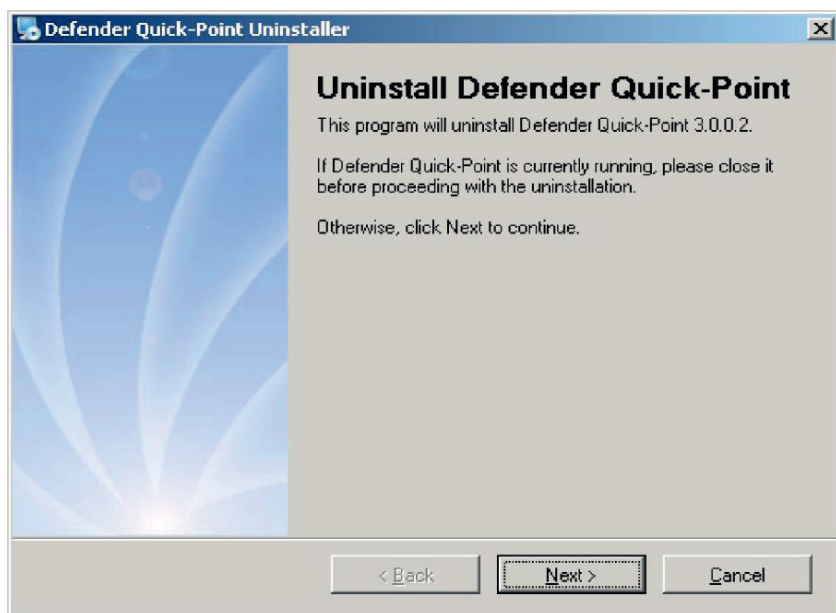 Defender Quick-Point Uninstaller
Uninstall Defender Quick-Point
This program will uninstall Defender Quick-Point 3.0.0.2.
If Defender Quick-Point is currently running, please close it
before proceeding with the uninstallation.
Otherwise, click Next to continue.
< Back
Next >
Cancel